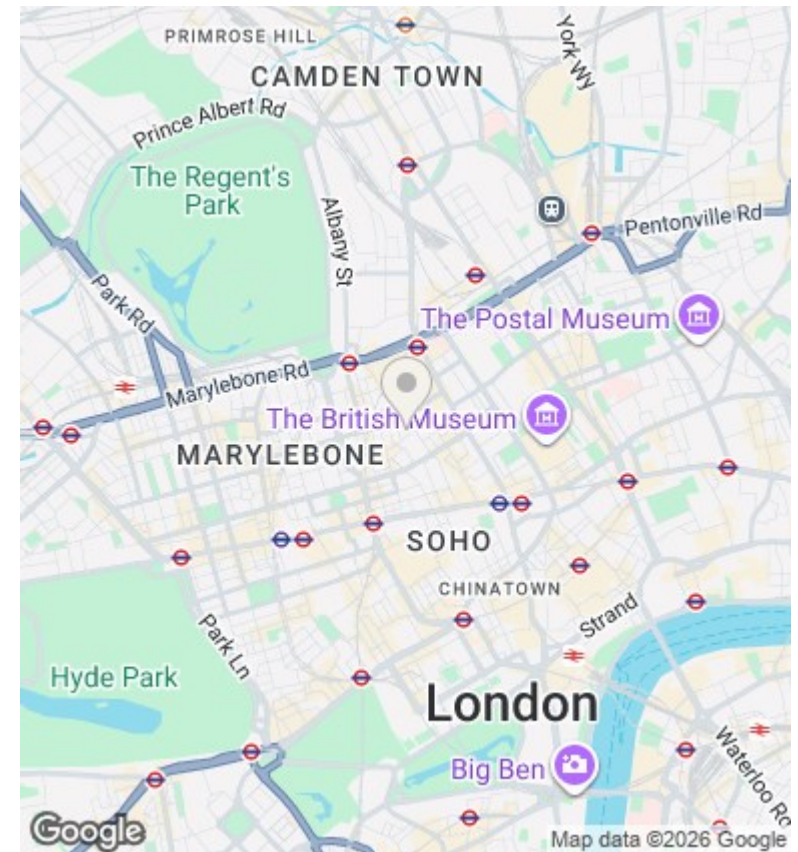 PRIMROSE HILL
York Wy
CAMDEN TOWN
Prince Albert Rd
The Regent's
Park
Albany St
Pentonville Rd
Park Rd
The Postal Museum
Marylebone Rd
The British Museum
MARYLEBONE
SOHO
CHINATOWN
Strand
Park Ln
Hyde Park
London
Big Ben
Waterloo Rd
Google
Map data ©2026 Google